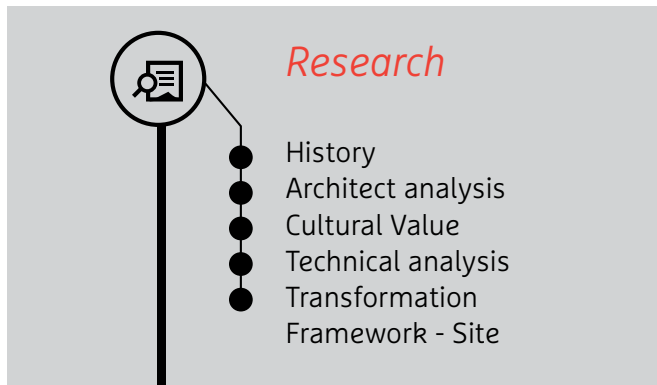 Research
History
Architect analysis
Cultural Value
Technical analysis
Transformation
Framework - Site